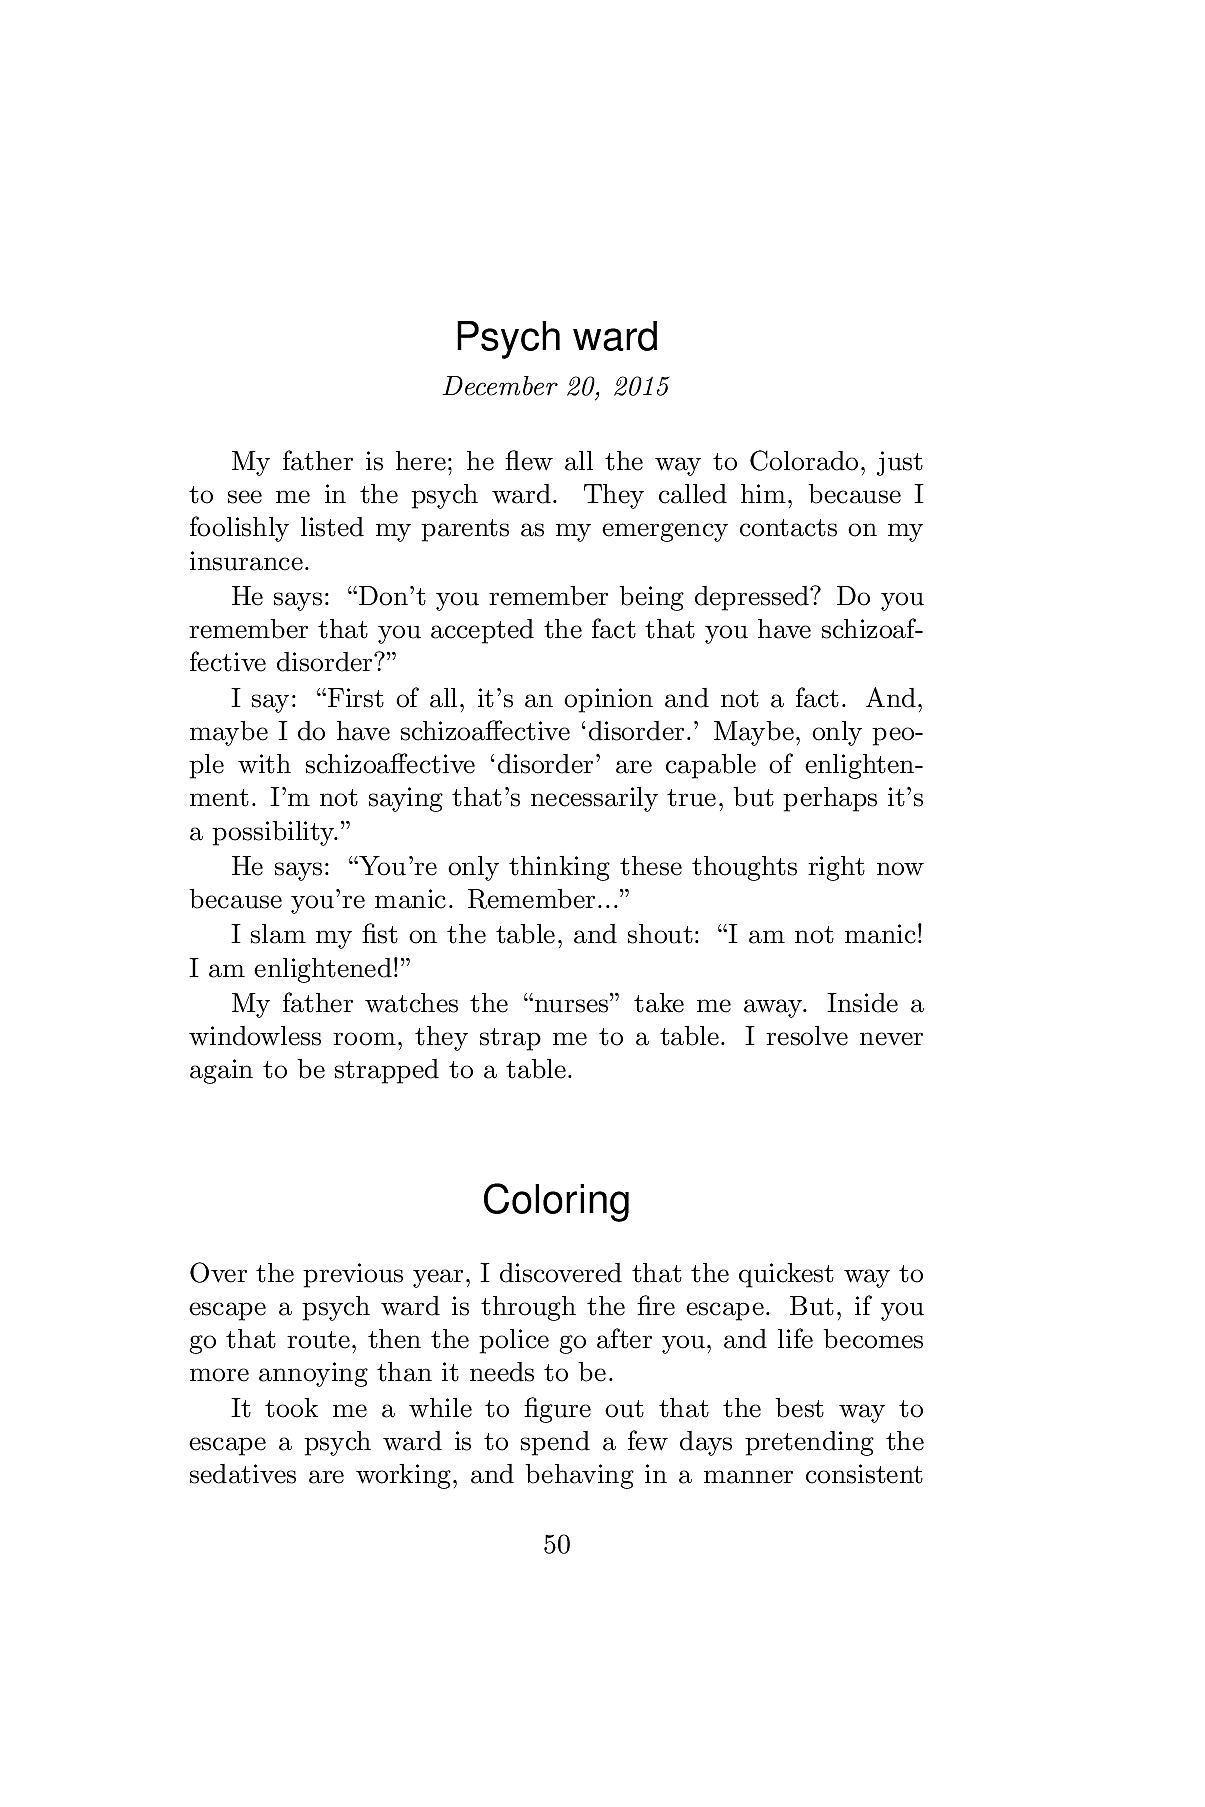 Psych ward
December 20, 2015
My father is here; he flew all the way to Colorado, just
to see me in the psych ward. They called him, because I
foolishly listed my parents as my emergency contacts on my
insurance.
He says: “Don’t you remember being depressed? Do you
remember that you accepted the fact that you have schizoaf-
fective disorder?”
I say: “First of all, it’s an opinion and not a fact. And,
maybe I do have schizoaffective ‘disorder.’ Maybe, only peo-
ple with schizoaffective ‘disorder’ are capable of enlighten-
ment. I’m not saying that’s necessarily true, but perhaps it’s
a possibility.”
He says: “You’re only thinking these thoughts right now
because you’re manic. Remember...”
I slam my fist on the table, and shout: “I am not manic!
I am enlightened!”
My father watches the “nurses” take me away. Inside a
windowless room, they strap me to a table. I resolve never
again to be strapped to a table.
Coloring
Over the previous year, I discovered that the quickest way to
escape a psych ward is through the fire escape. But, if you
go that route, then the police go after you, and life becomes
more annoying than it needs to be.
It took me a while to figure out that the best way to
escape a psych ward is to spend a few days pretending the
sedatives are working, and behaving in a manner consistent
50